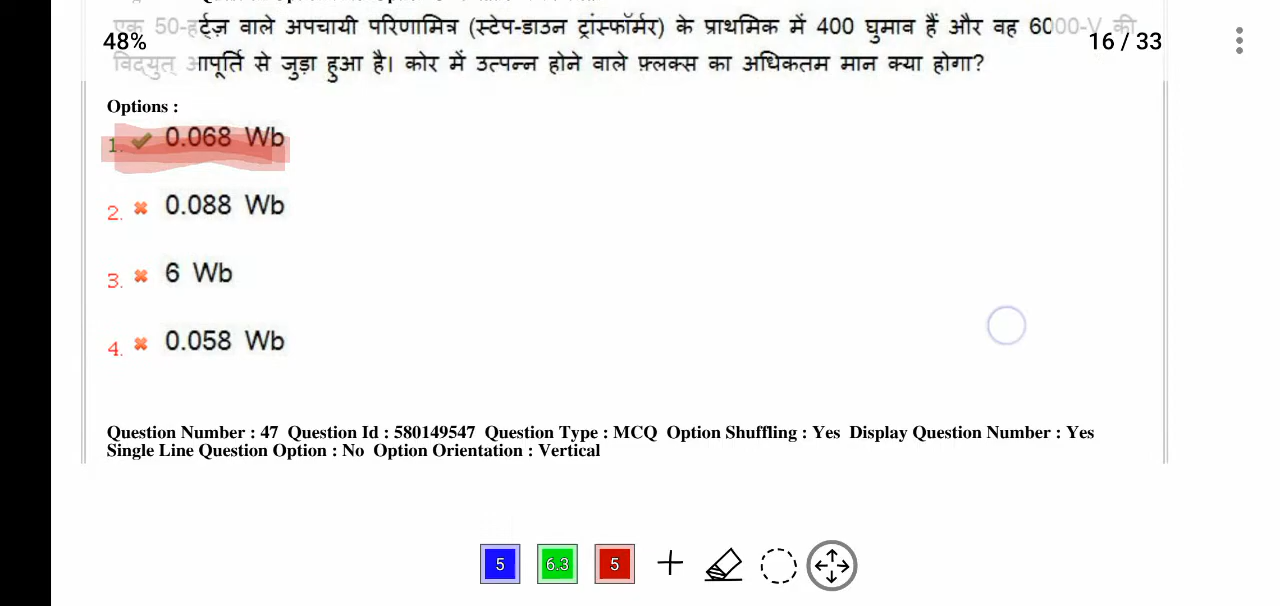 एक 50-हर्ट्ज़ वाले अपचायी परिणामित्र (स्टेप-डाउन ट्रांस्फॉर्मर) के प्राथमिक में 400 घुमाव हैं और वह 6000-V की
48%
16 / 33
विद्युत् आपूर्ति से जुड़ा हुआ है। कोर में उत्पन्न होने वाले फ़्लक्स का अधिकतम मान क्या होगा?
Options :
1. 0.068 Wb
2. 0.088 Wb
3. 6 Wb
4. 0.058 Wb
Question Number : 47 Question Id : 580149547 Question Type : MCQ Option Shuffling : Yes Display Question Number : Yes
Single Line Question Option : No Option Orientation : Vertical
5 6.3 5